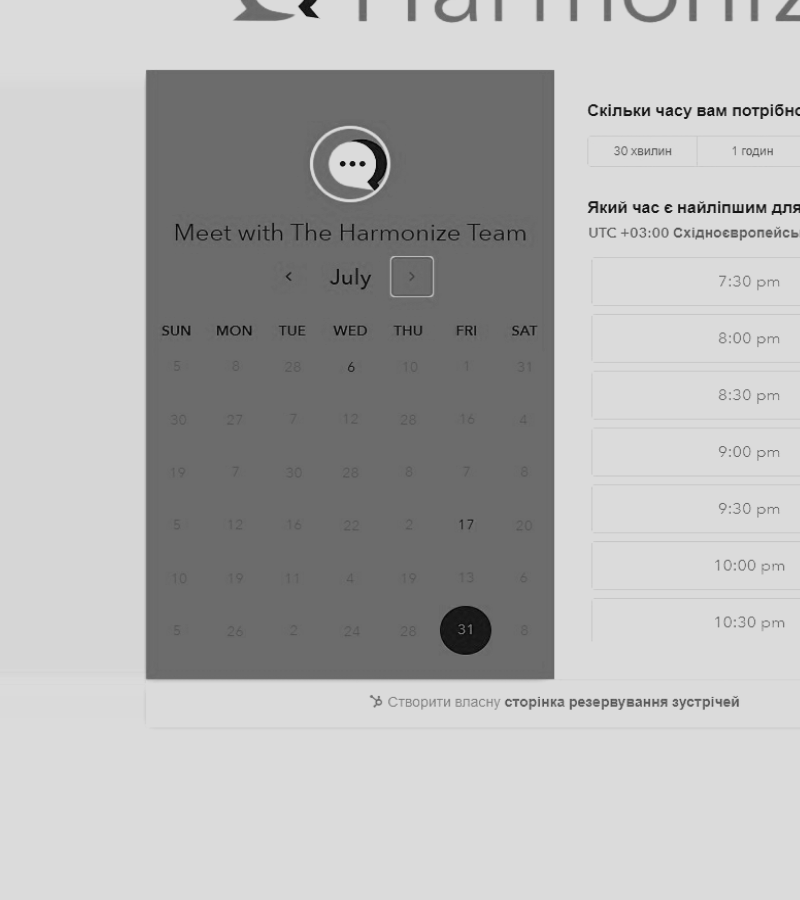 Harmoniz
Meet with The Harmonize Team
July
SUN MON TUE WED THU FRI SAT
5 8 28 6 10 1 31
30 27 7 12 28 16 4
19 7 30 28 8 7 8
5 12 16 22 2 17 20
10 19 11 4 19 13 6
5 26 2 24 28 31 8
Скільки часу вам потрібно
30 хвилин 1 годин
Який час є найліпшим для
UTC +03:00 Східноєвропейсь
7:30 pm
8:00 pm
8:30 pm
9:00 pm
9:30 pm
10:00 pm
10:30 pm
Створити власну сторінка резервування зустрічей